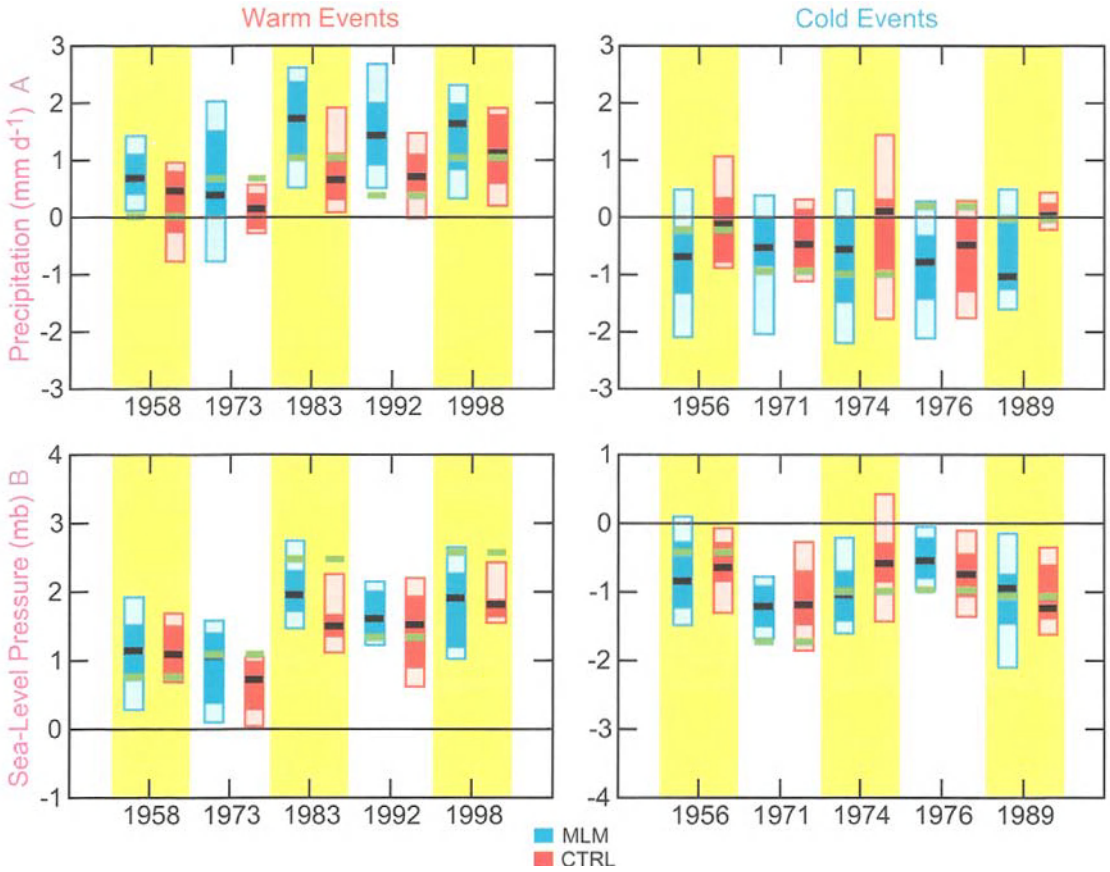 Warm Events
Cold Events
Precipitation (mm d-1) A
3
2
1
0
-1
-2
-3
1958 1973 1983 1992 1998
3
2
1
0
-1
-2
-3
1956 1971 1974 1976 1989
Sea-Level Pressure (mb) B
4
3
2
1
0
-1
1958 1973 1983 1992 1998
1
0
-1
-2
-3
-4
1956 1971 1974 1976 1989
MLM
CTRL